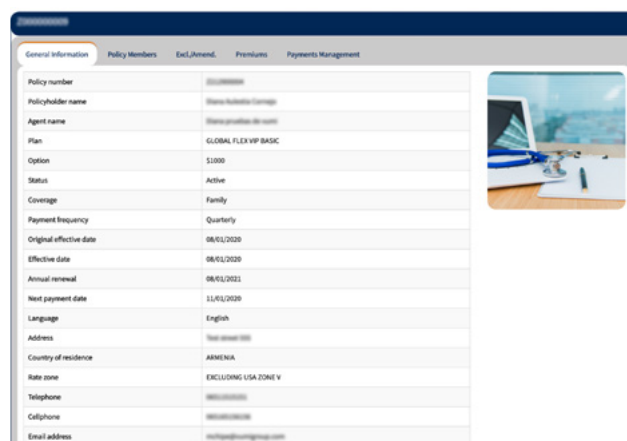 General Information Policy Members Excl./Amend. Premiums Payments Management
Policy number
Policyholder name
Agent name
Plan GLOBAL FLEX VIP BASIC
Option $1000
Status Active
Coverage Family
Payment frequency Quarterly
Original effective date 08/01/2020
Effective date 08/01/2020
Annual renewal 08/01/2021
Next payment date 11/01/2020
Language English
Address
Country of residence ARMENIA
Rate zone EXCLUDING USA ZONE V
Telephone
Cellphone
Email address